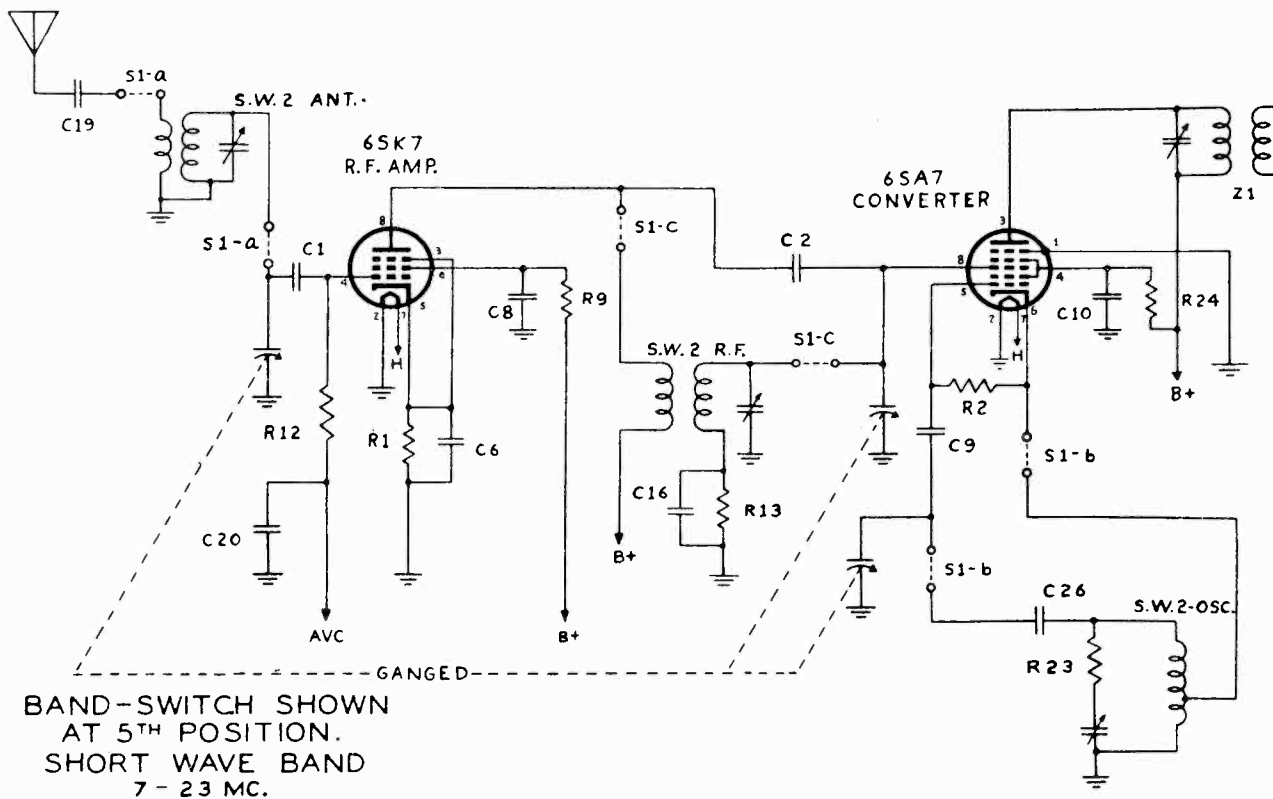 S1-a
C19
S.W.2 ANT.
6SK7
R.F. AMP.
6SA7
CONVERTER
Z1
S1-a
C1
8
3
6
4
2
7
5
H
C8
R9
S1-C
C2
3
1
8
4
5
2
7
6
H
C10
R24
R12
R1
C6
S.W.2 R.F.
S1-C
R2
B+
C9
S1-b
C20
C16
R13
B+
S1-b
C26
S.W.2-OSC.
AVC
B+
R23
GANGED
BAND-SWITCH SHOWN
AT 5TH POSITION.
SHORT WAVE BAND
7 - 23 MC.